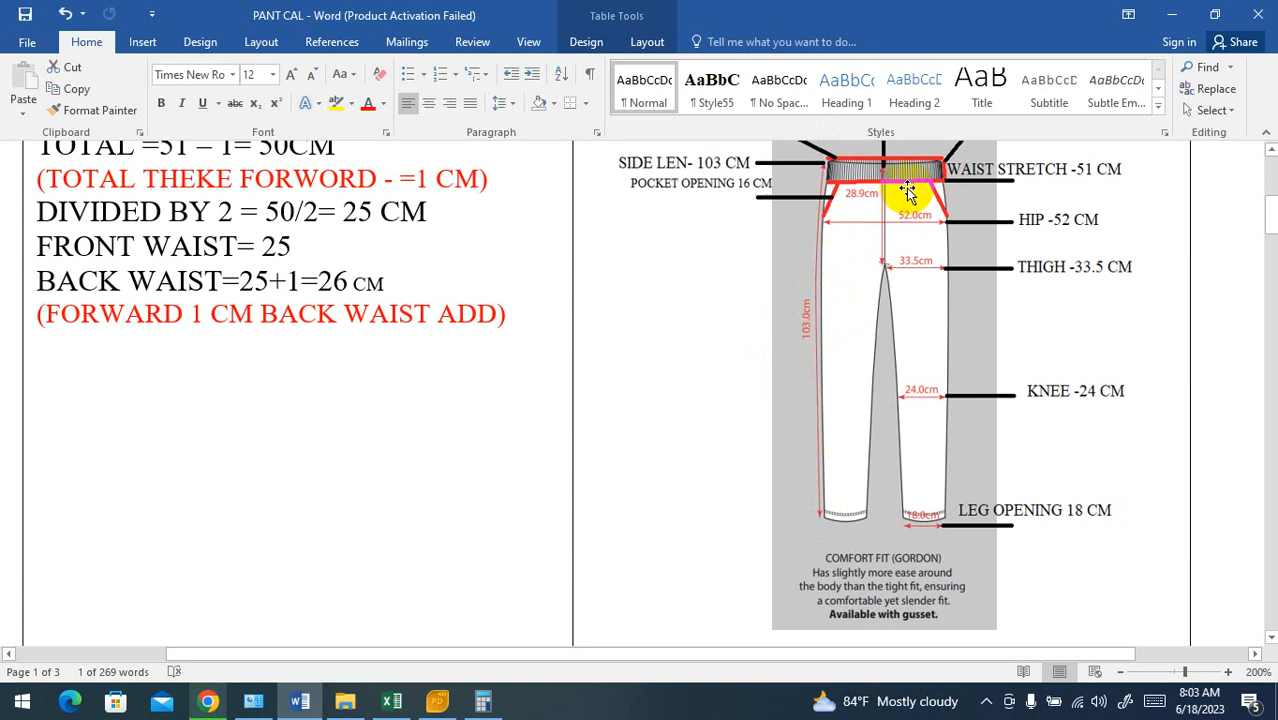 PANT CAL - Word (Product Activation Failed)
Table Tools
File Home Insert Design Layout References Mailings Review View Design Layout Tell me what you want to do... Sign in Share
Paste
Cut
Copy
Format Painter
Clipboard
Times New Ro 12
Font
Paragraph
AaBbCcDc AaBbC AaBbCcDc AaBbCcD AaBbCcD AaB AaBbCcD AaBbCcDc
¶ Normal ¶ Style55 ¶ No Spac... Heading 1 Heading 2 Title Subtitle Subtle Em...
Styles
Find
Replace
Select
Editing
TOTAL =51 – 1= 50CM
(TOTAL THEKE FORWORD - =1 CM)
DIVIDED BY 2 = 50/2= 25 CM
FRONT WAIST= 25
BACK WAIST=25+1=26 CM
(FORWARD 1 CM BACK WAIST ADD)
SIDE LEN- 103 CM
POCKET OPENING 16 CM
WAIST STRETCH -51 CM
28.9cm
52.0cm
HIP -52 CM
33.5cm
THIGH -33.5 CM
103.0cm
24.0cm
KNEE -24 CM
18.0cm
LEG OPENING 18 CM
COMFORT FIT (GORDON)
Has slightly more ease around
the body than the tight fit, ensuring
a comfortable yet slender fit.
Available with gusset.
Page 1 of 3 1 of 269 words 200%
84°F Mostly cloudy
8:03 AM
6/18/2023
5